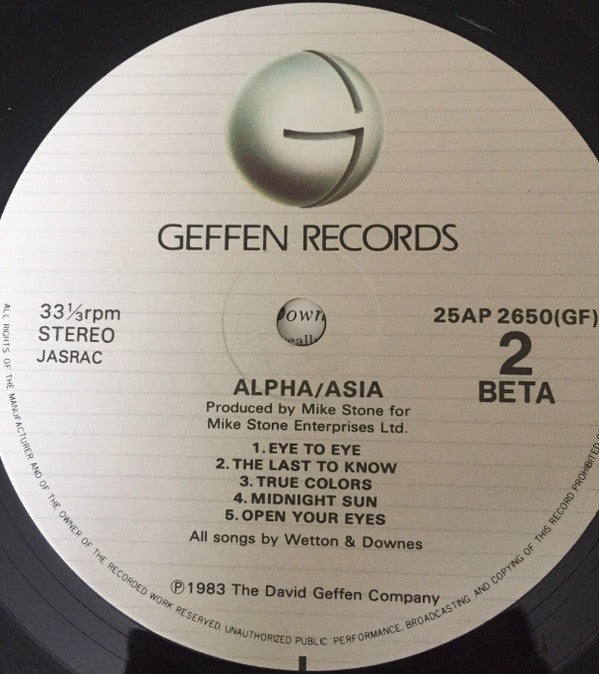 GEFFEN RECORDS
33⅓rpm
STEREO
JASRAC
25AP 2650(GF)
2
BETA
own
eall
ALPHA/ASIA
Produced by Mike Stone for
Mike Stone Enterprises Ltd.
1. EYE TO EYE
2. THE LAST TO KNOW
3. TRUE COLORS
4. MIDNIGHT SUN
5. OPEN YOUR EYES
All songs by Wetton & Downes
Ⓟ1983 The David Geffen Company
ALL RIGHTS OF THE MANUFACTURER AND OF THE OWNER OF THE RECORDED WORK RESERVED. UNAUTHORIZED PUBLIC PERFORMANCE, BROADCASTING AND COPYING OF THIS RECORD PROHIBITED